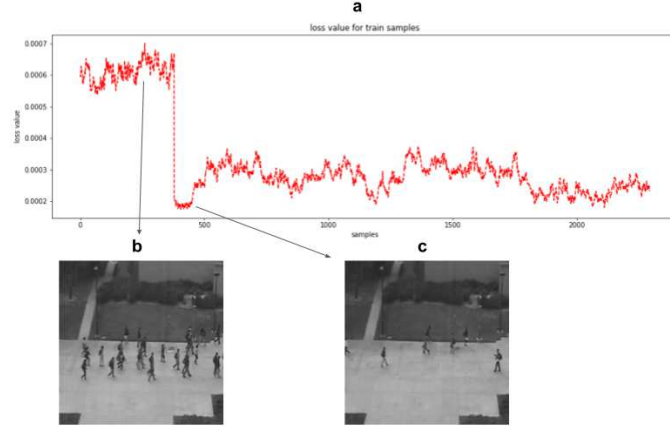 a
loss value for train samples
0.0007
0.0006
0.0005
0.0004
0.0003
0.0002
loss value
0 500 1000 1500 2000
samples
b c